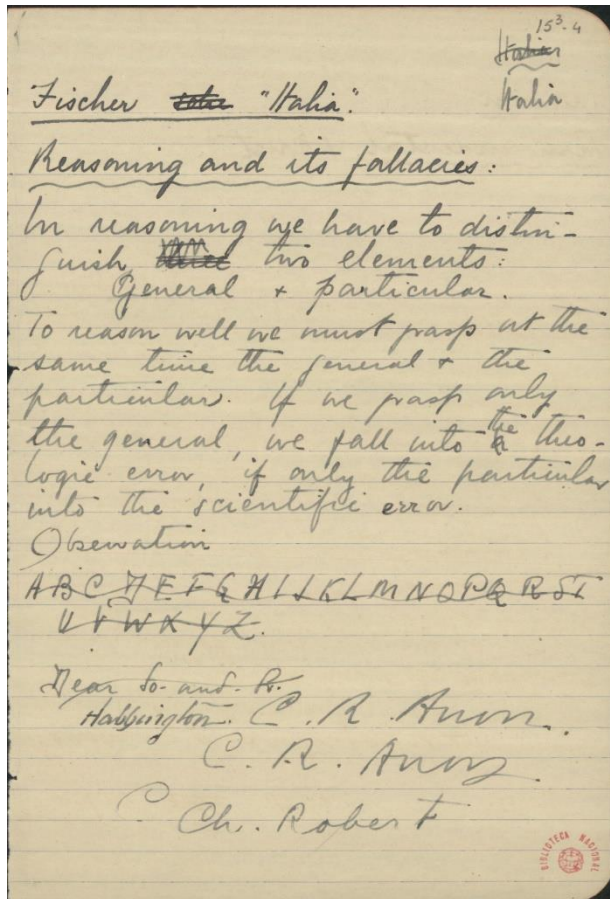 15³-4
Italia
Italia
Fischer sobre "Italia".
Reasoning and its fallacies:
In reasoning we have to distin-
guish three two elements:
General + particular.
To reason well we must grasp at the
same time the general + the
particular. If we grasp only
the general, we fall into the theo-
logic error, if only the particular
into the scientific error.
Observation
A B C D E F G H I J K L M N O P Q R S T
U V W X Y Z.
Dear So-and-So.
C. R. Anon.
C. R. Anon
Ch. Robert
BIBLIOTECA NACIONAL